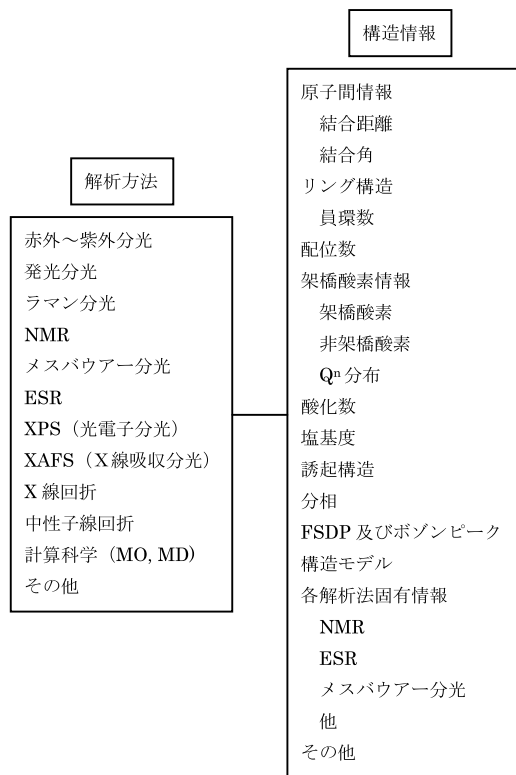 構造情報
原子間情報
結合距離
結合角
リング構造
員環数
配位数
架橋酸素情報
架橋酸素
非架橋酸素
Qⁿ分布
酸化数
塩基度
誘起構造
分相
FSDP 及びボゾンピーク
構造モデル
各解析法固有情報
NMR
ESR
メスバウアー分光
他
その他
解析方法
赤外～紫外分光
発光分光
ラマン分光
NMR
メスバウアー分光
ESR
XPS（光電子分光）
XAFS（X線吸収分光）
X 線回折
中性子線回折
計算科学（MO, MD）
その他